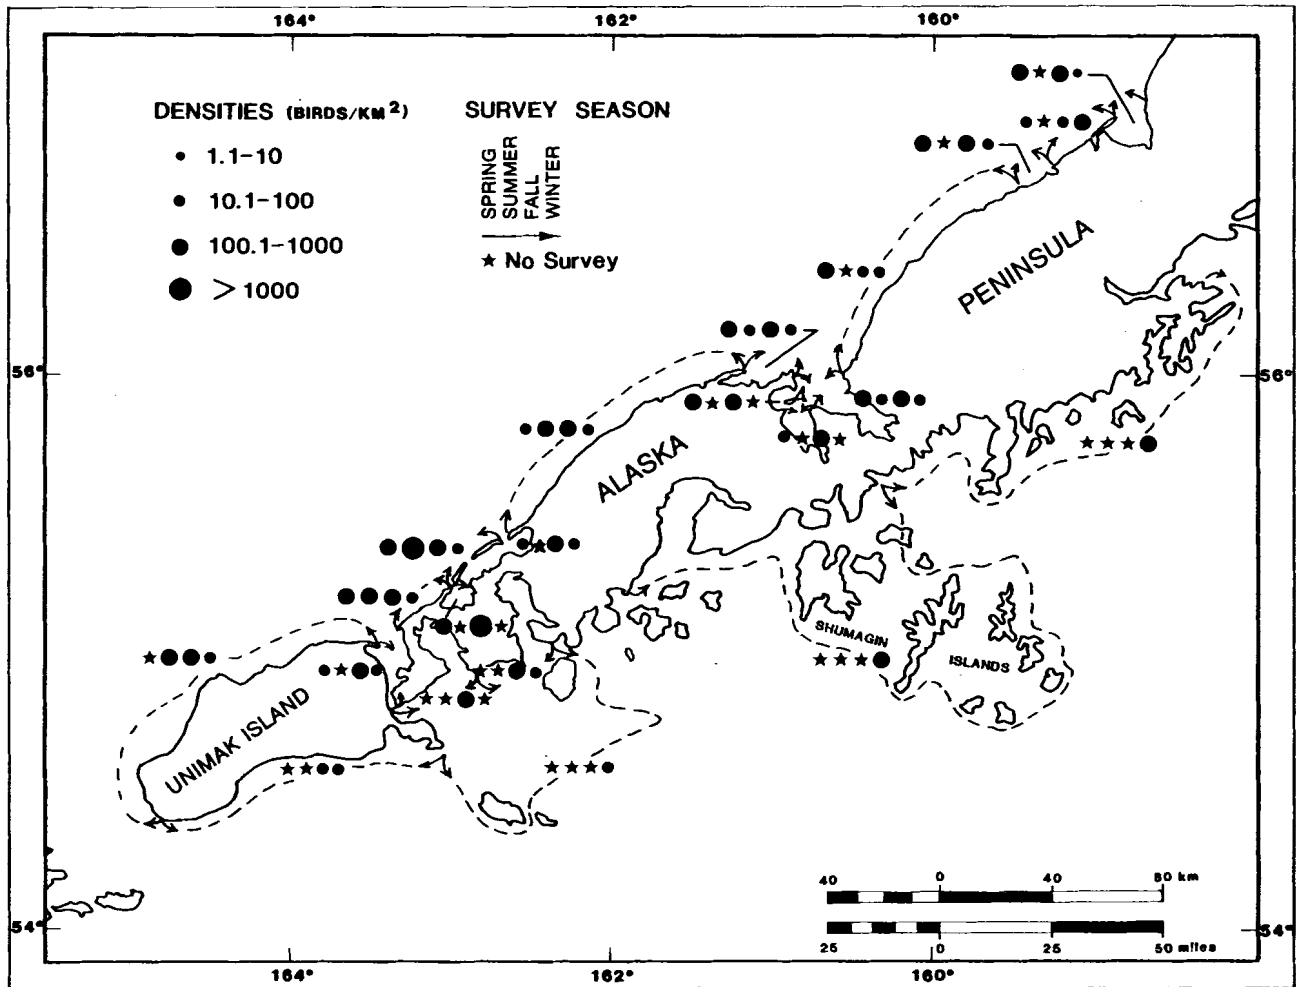 164°
162°
160°
DENSITIES (BIRDS/KM²)
1.1–10
10.1–100
100.1–1000
> 1000
SURVEY SEASON
SPRING
SUMMER
FALL
WINTER
★ No Survey
PENINSULA
56°
56°
ALASKA
SHUMAGIN
ISLANDS
UNIMAK ISLAND
40
0
40
80 km
25
0
25
50 miles
54°
54°
164°
162°
160°